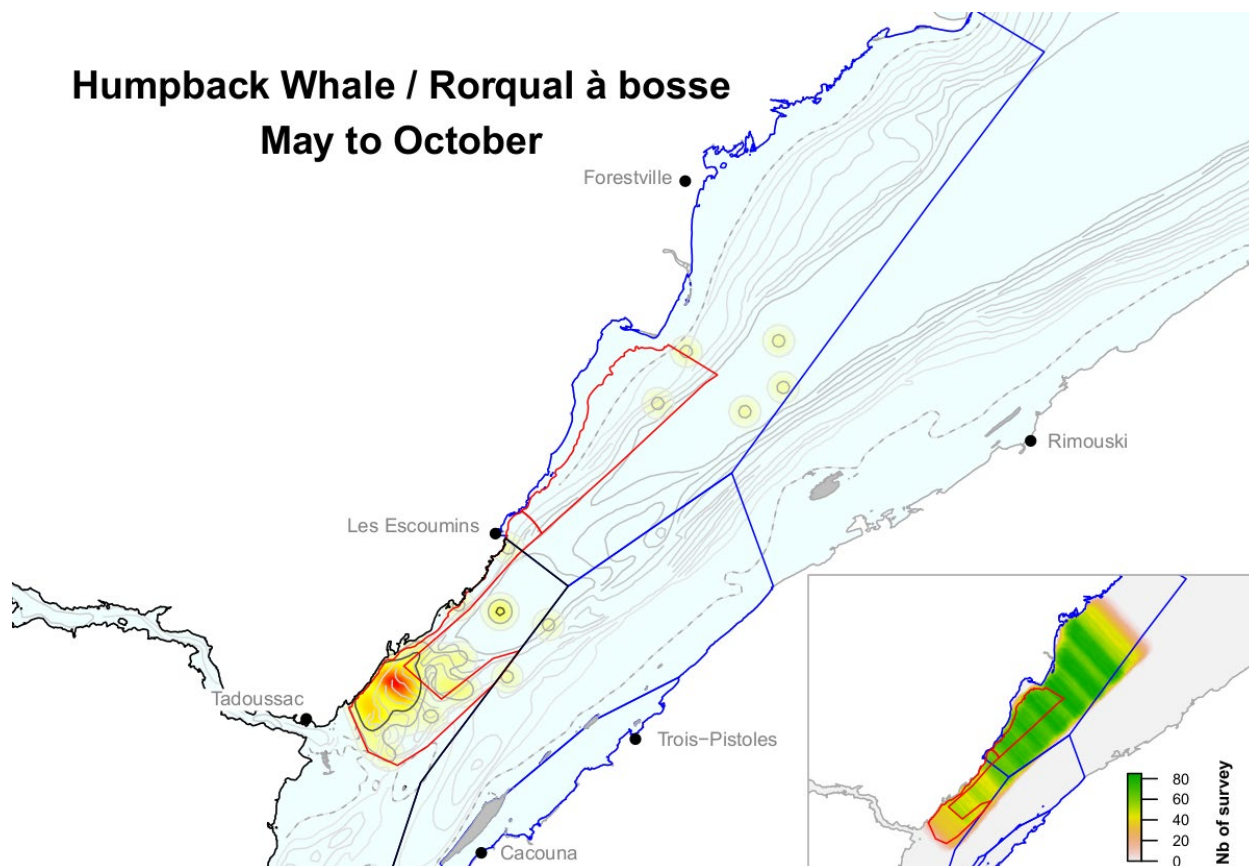 Humpback Whale / Rorqual à bosse
May to October
Forestville
Rimouski
Les Escoumins
Tadoussac
Trois−Pistoles
Cacouna
80
60
40
20
0
Nb of survey